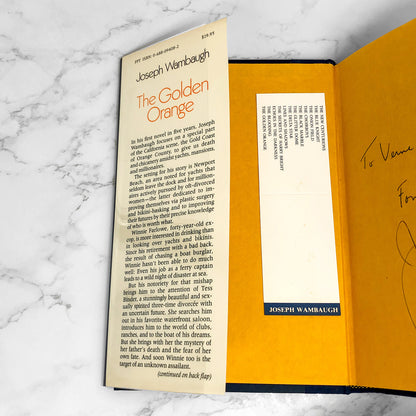 FPT ISBN: 0-688-09408-2
$19.95
Joseph Wambaugh
The Golden
Orange
In his first novel in five years, Joseph
Wambaugh focuses on a special part
of the California scene, the Gold Coast
of Orange County, to give us death
and chicanery amidst yachts, mansions,
and millionaires.
The setting for his story is Newport
Beach, an area noted for yachts that
seldom leave the dock and for million-
aires actively pursued by oft-divorced
women—the latter dedicated to im-
proving themselves via plastic surgery
and bikini-basking and to improving
their futures by their precise knowledge
of who is worth what.
Winnie Farlowe, forty-year-old ex-
cop, is more interested in drinking than
in looking over yachts and bikinis.
Since his retirement with a bad back,
the result of chasing a boat burglar,
Winnie hasn't been able to do much
well: Even his job as a ferry captain
leads to a wild night of disaster at sea.
But his notoriety for that mishap
brings him to the attention of Tess
Binder, a stunningly beautiful and sexu-
ally spirited three-time divorcée with
an uncertain future. She searches him
out in his favorite waterfront saloon,
introduces him to the world of clubs,
ranches, and to the boat of his dreams.
But she brings with her the mystery of
her father's death and the fear of her
own fate. And soon Winnie too is the
target of an unknown assailant.
(continued on back flap)
THE NEW CENTURIONS
THE BLUE KNIGHT
THE ONION FIELD
THE CHOIRBOYS
THE BLACK MARBLE
THE GLITTER DOME
THE DELTA STAR
LINES AND SHADOWS
THE SECRETS OF HARRY BRIGHT
ECHOES IN THE DARKNESS
THE BLOODING
THE GOLDEN ORANGE
JOSEPH WAMBAUGH
To Verne